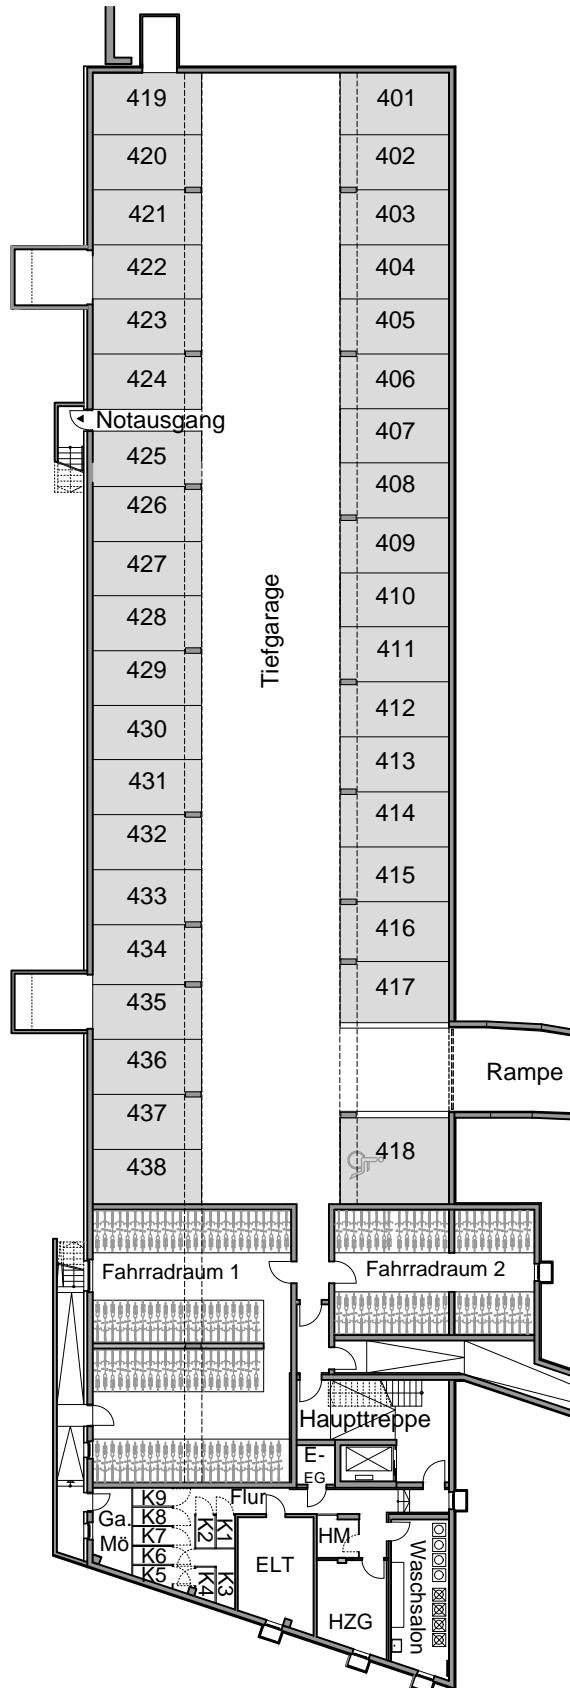 419
401
420
402
421
403
422
404
423
405
424
406
Notausgang
407
425
408
426
409
427
410
428
411
429
Tiefgarage
412
430
413
431
414
432
415
433
416
434
417
435
436
Rampe
437
418
438
Fahrradraum 1
Fahrradraum 2
Haupttreppe
E-
EG
Flur
K9
K8
K7
K6
K5
K2
K1
K4
K3
Ga.
Mö
ELT
HM
HZG
Waschsalon